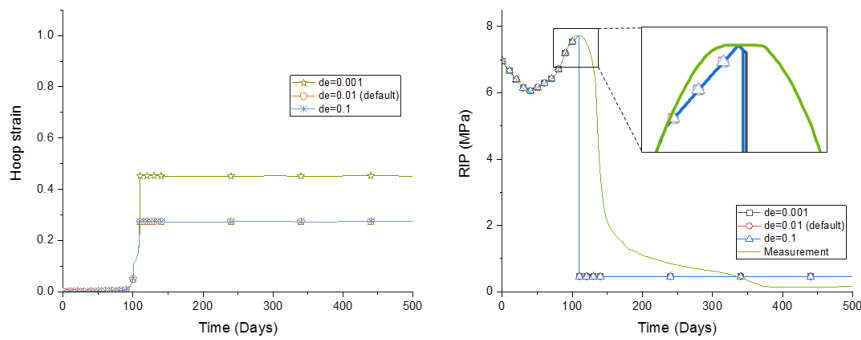 Hoop strain
1.0
0.8
0.6
0.4
0.2
0.0
de=0.001
de=0.01 (default)
de=0.1
0 100 200 300 400 500
Time (Days)
RIP (MPa)
8
6
4
2
0
de=0.001
de=0.01 (default)
de=0.1
Measurement
0 100 200 300 400 500
Time (Days)